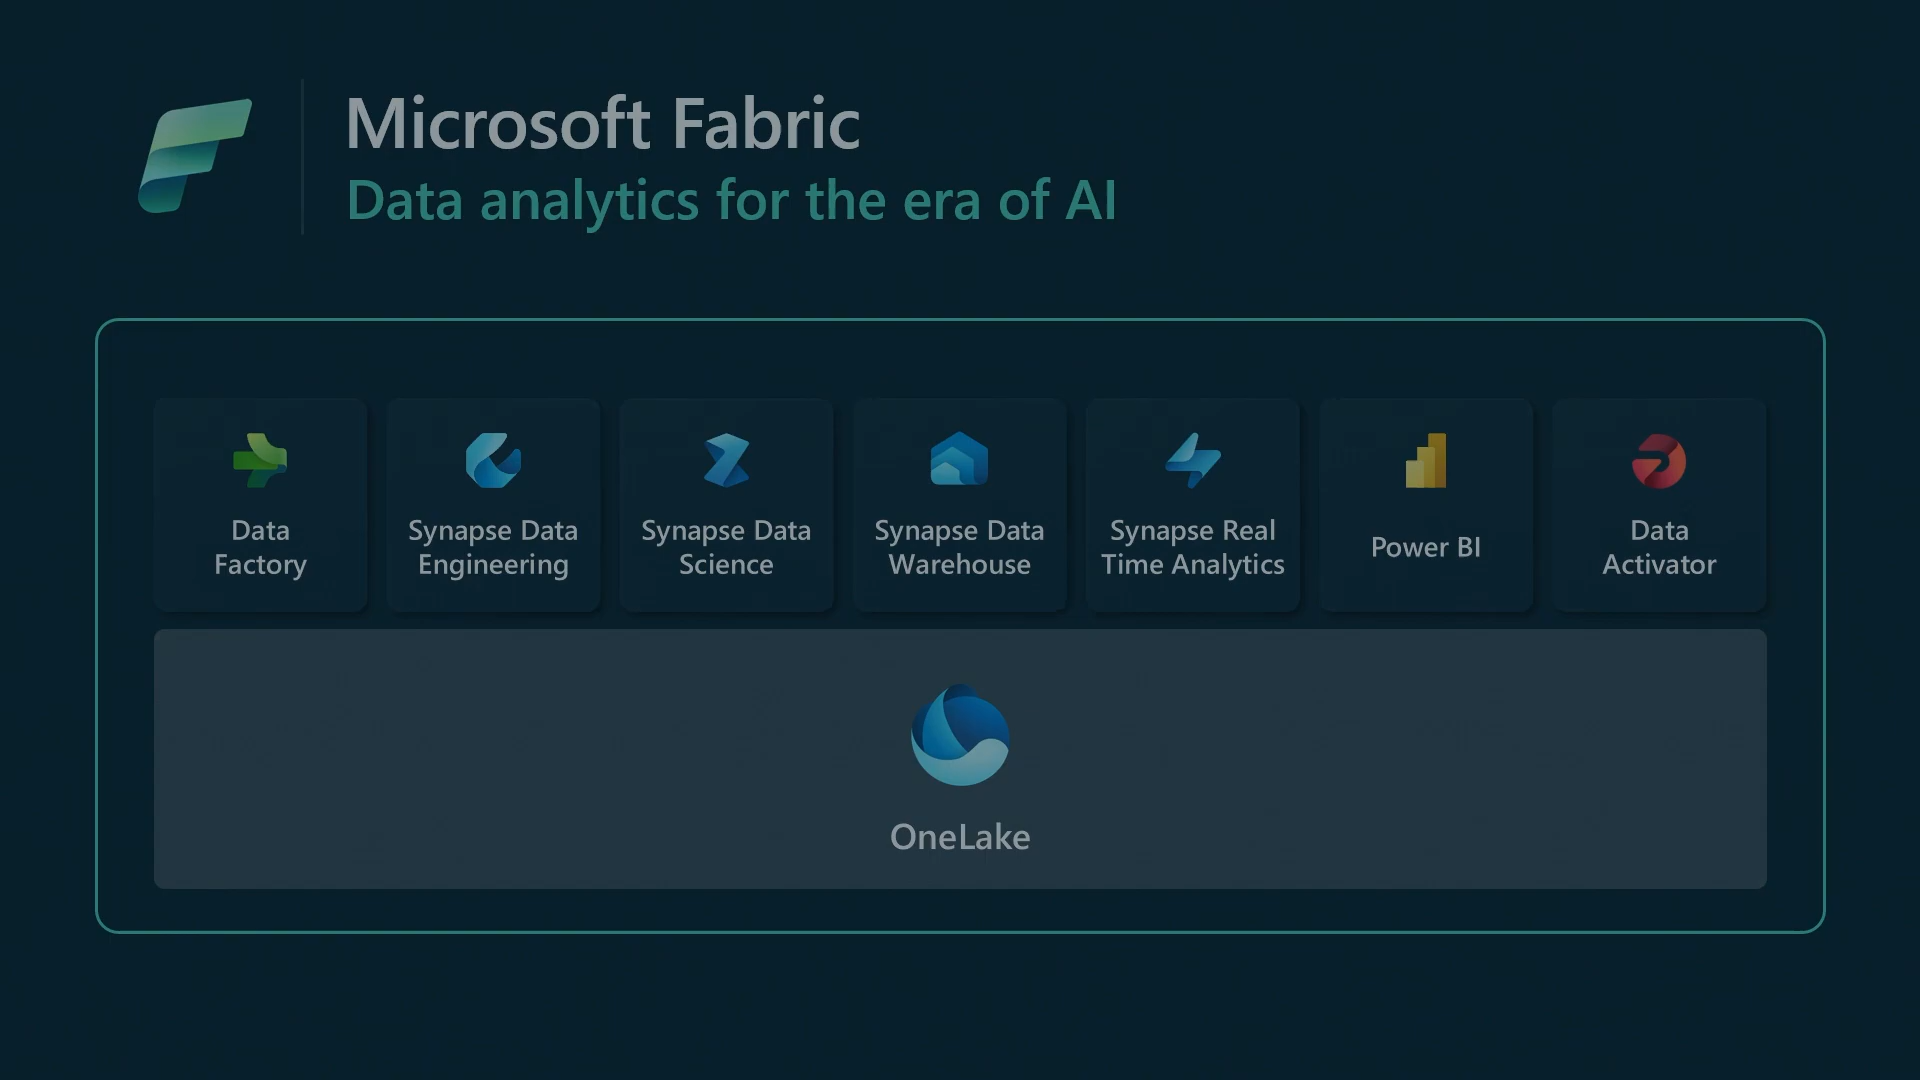 Microsoft Fabric
Data analytics for the era of AI
Data
Factory
Synapse Data
Engineering
Synapse Data
Science
Synapse Data
Warehouse
Synapse Real
Time Analytics
Power BI
Data
Activator
OneLake